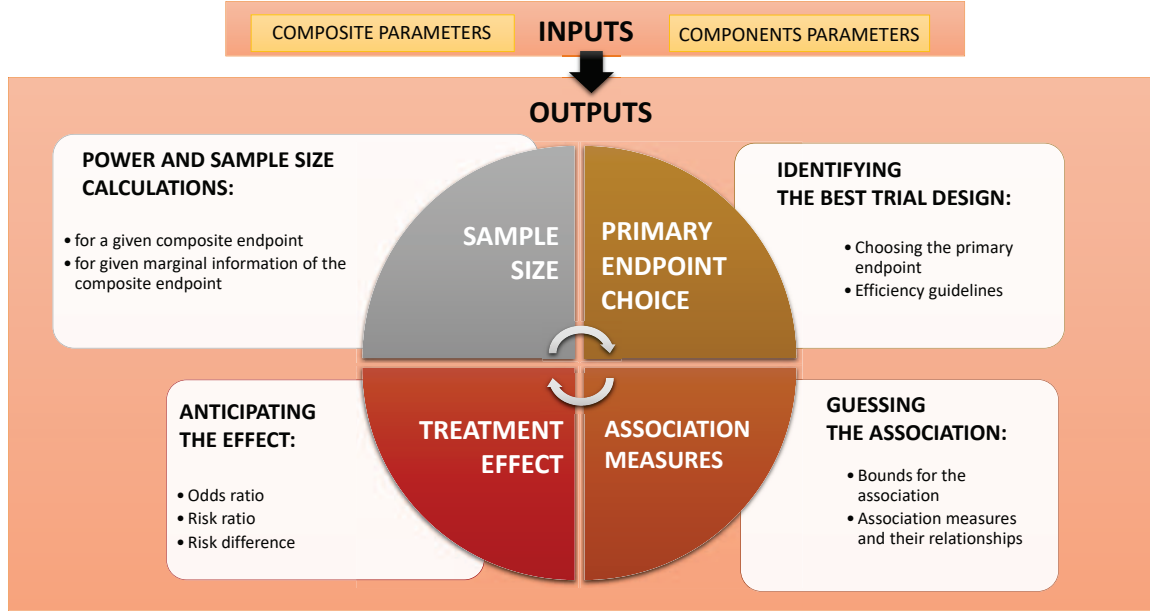 COMPOSITE PARAMETERS
INPUTS
COMPONENTS PARAMETERS
OUTPUTS
POWER AND SAMPLE SIZE
CALCULATIONS:
• for a given composite endpoint
• for given marginal information of the
composite endpoint
SAMPLE
SIZE
PRIMARY
ENDPOINT
CHOICE
IDENTIFYING
THE BEST TRIAL DESIGN:
• Choosing the primary
endpoint
• Efficiency guidelines
ANTICIPATING
THE EFFECT:
• Odds ratio
• Risk ratio
• Risk difference
TREATMENT
EFFECT
ASSOCIATION
MEASURES
GUESSING
THE ASSOCIATION:
• Bounds for the
association
• Association measures
and their relationships